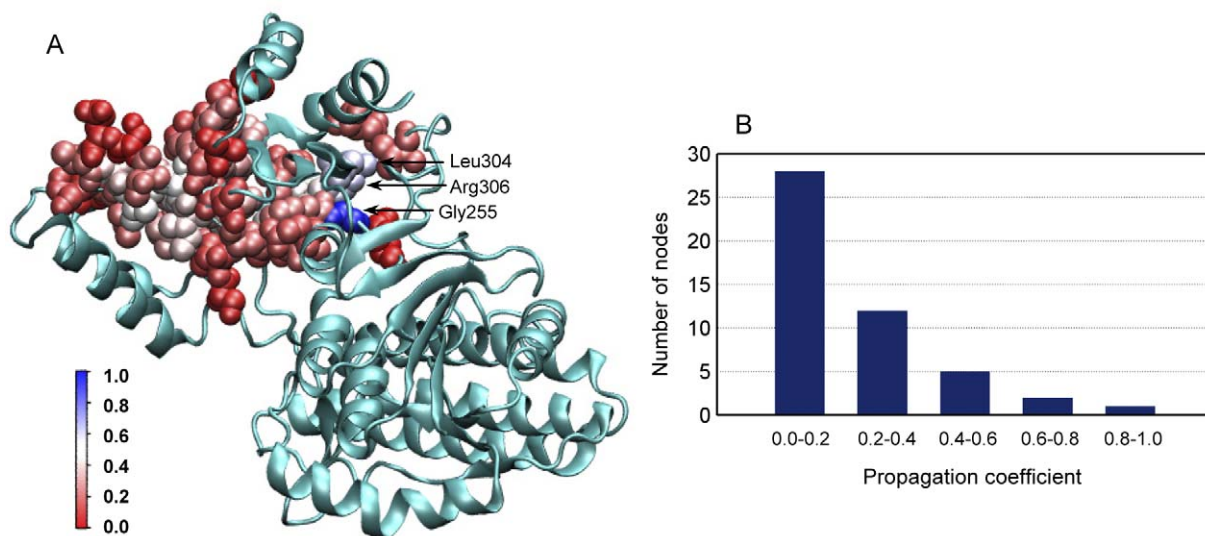 A
Leu304
Arg306
Gly255
1.0
0.8
0.6
0.4
0.2
0.0
B
Number of nodes
30
25
20
15
10
5
0
0.0-0.2 0.2-0.4 0.4-0.6 0.6-0.8 0.8-1.0
Propagation coefficient